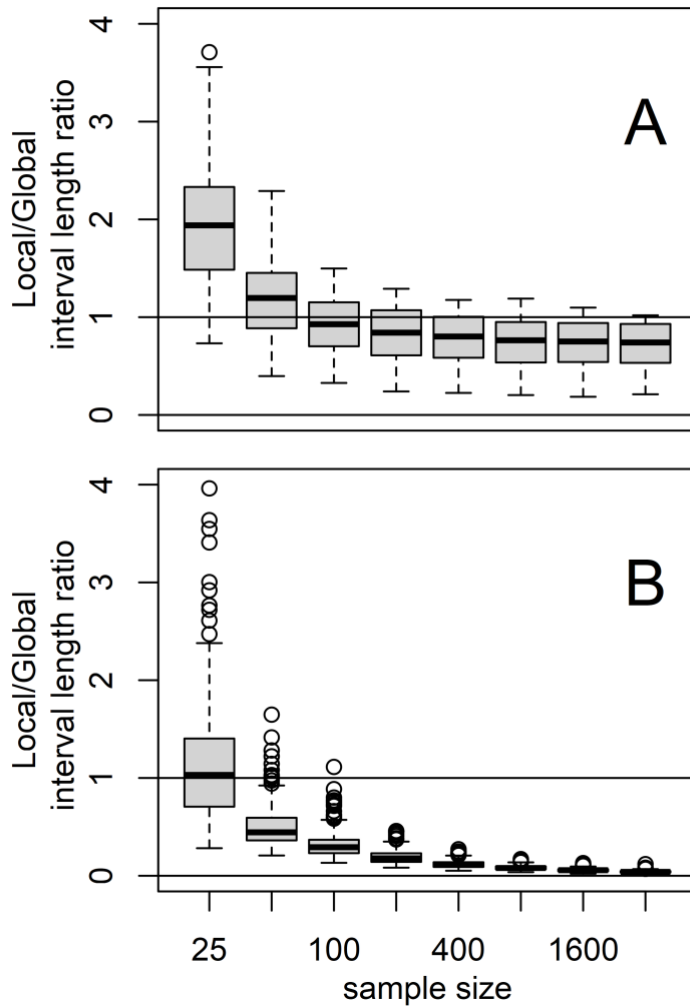 Local/Global
interval length ratio
4
3
2
1
0
A
Local/Global
interval length ratio
4
3
2
1
0
B
25 100 400 1600
sample size